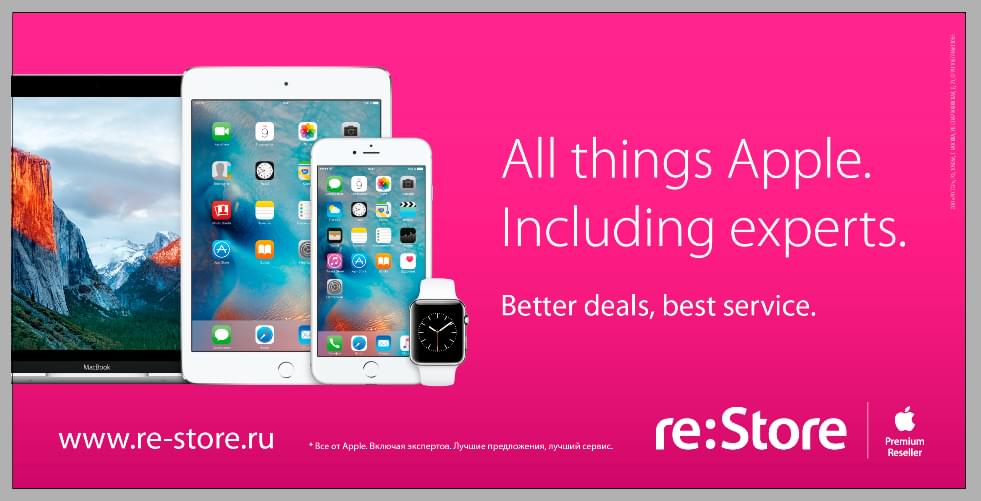 All things Apple.
Including experts.
Better deals, best service.
MacBook
www.re-store.ru
* Все от Apple. Включая экспертов. Лучшие предложения, лучший сервис.
re:Store
Premium
Reseller